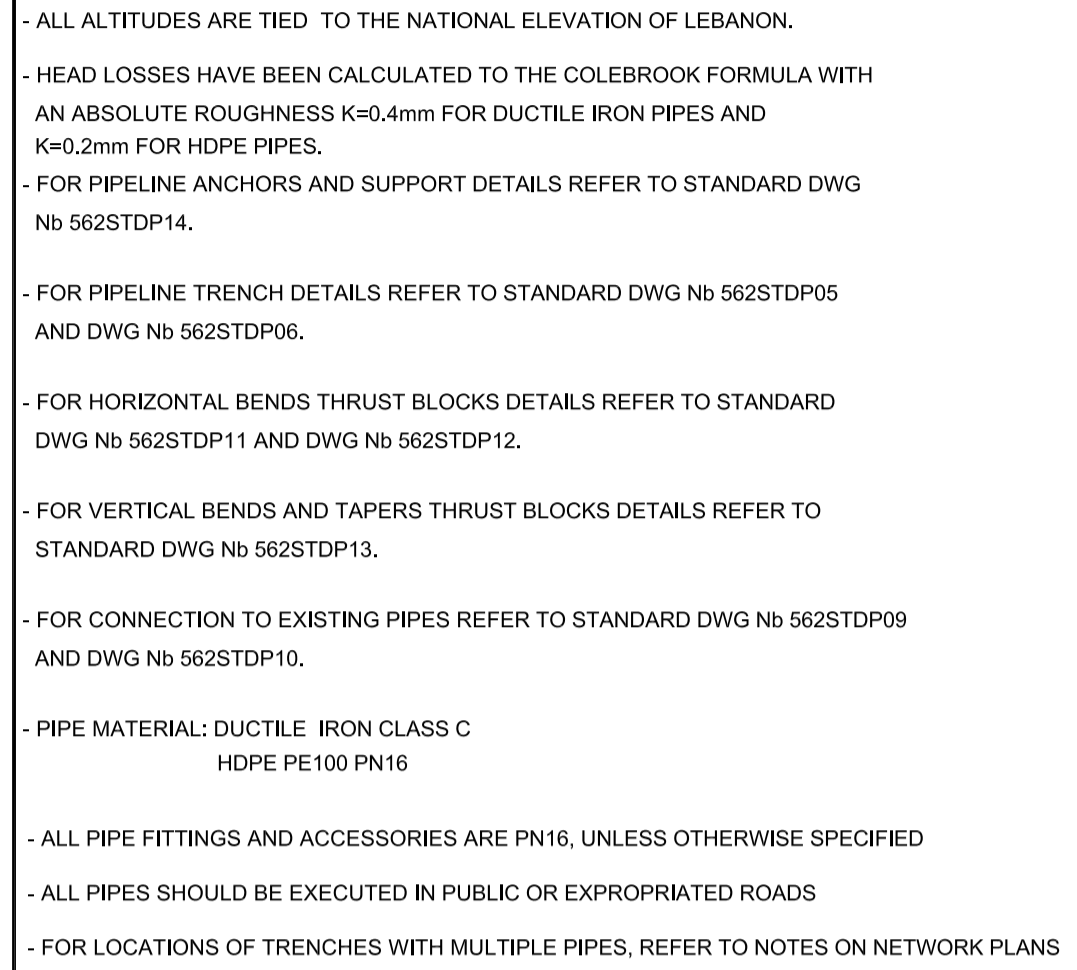 - ALL ALTITUDES ARE TIED TO THE NATIONAL ELEVATION OF LEBANON.
- HEAD LOSSES HAVE BEEN CALCULATED TO THE COLEBROOK FORMULA WITH
AN ABSOLUTE ROUGHNESS K=0.4mm FOR DUCTILE IRON PIPES AND
K=0.2mm FOR HDPE PIPES.
- FOR PIPELINE ANCHORS AND SUPPORT DETAILS REFER TO STANDARD DWG
Nb 562STDP14.
- FOR PIPELINE TRENCH DETAILS REFER TO STANDARD DWG Nb 562STDP05
AND DWG Nb 562STDP06.
- FOR HORIZONTAL BENDS THRUST BLOCKS DETAILS REFER TO STANDARD
DWG Nb 562STDP11 AND DWG Nb 562STDP12.
- FOR VERTICAL BENDS AND TAPERS THRUST BLOCKS DETAILS REFER TO
STANDARD DWG Nb 562STDP13.
- FOR CONNECTION TO EXISTING PIPES REFER TO STANDARD DWG Nb 562STDP09
AND DWG Nb 562STDP10.
- PIPE MATERIAL: DUCTILE IRON CLASS C
HDPE PE100 PN16
- ALL PIPE FITTINGS AND ACCESSORIES ARE PN16, UNLESS OTHERWISE SPECIFIED
- ALL PIPES SHOULD BE EXECUTED IN PUBLIC OR EXPROPRIATED ROADS
- FOR LOCATIONS OF TRENCHES WITH MULTIPLE PIPES, REFER TO NOTES ON NETWORK PLANS